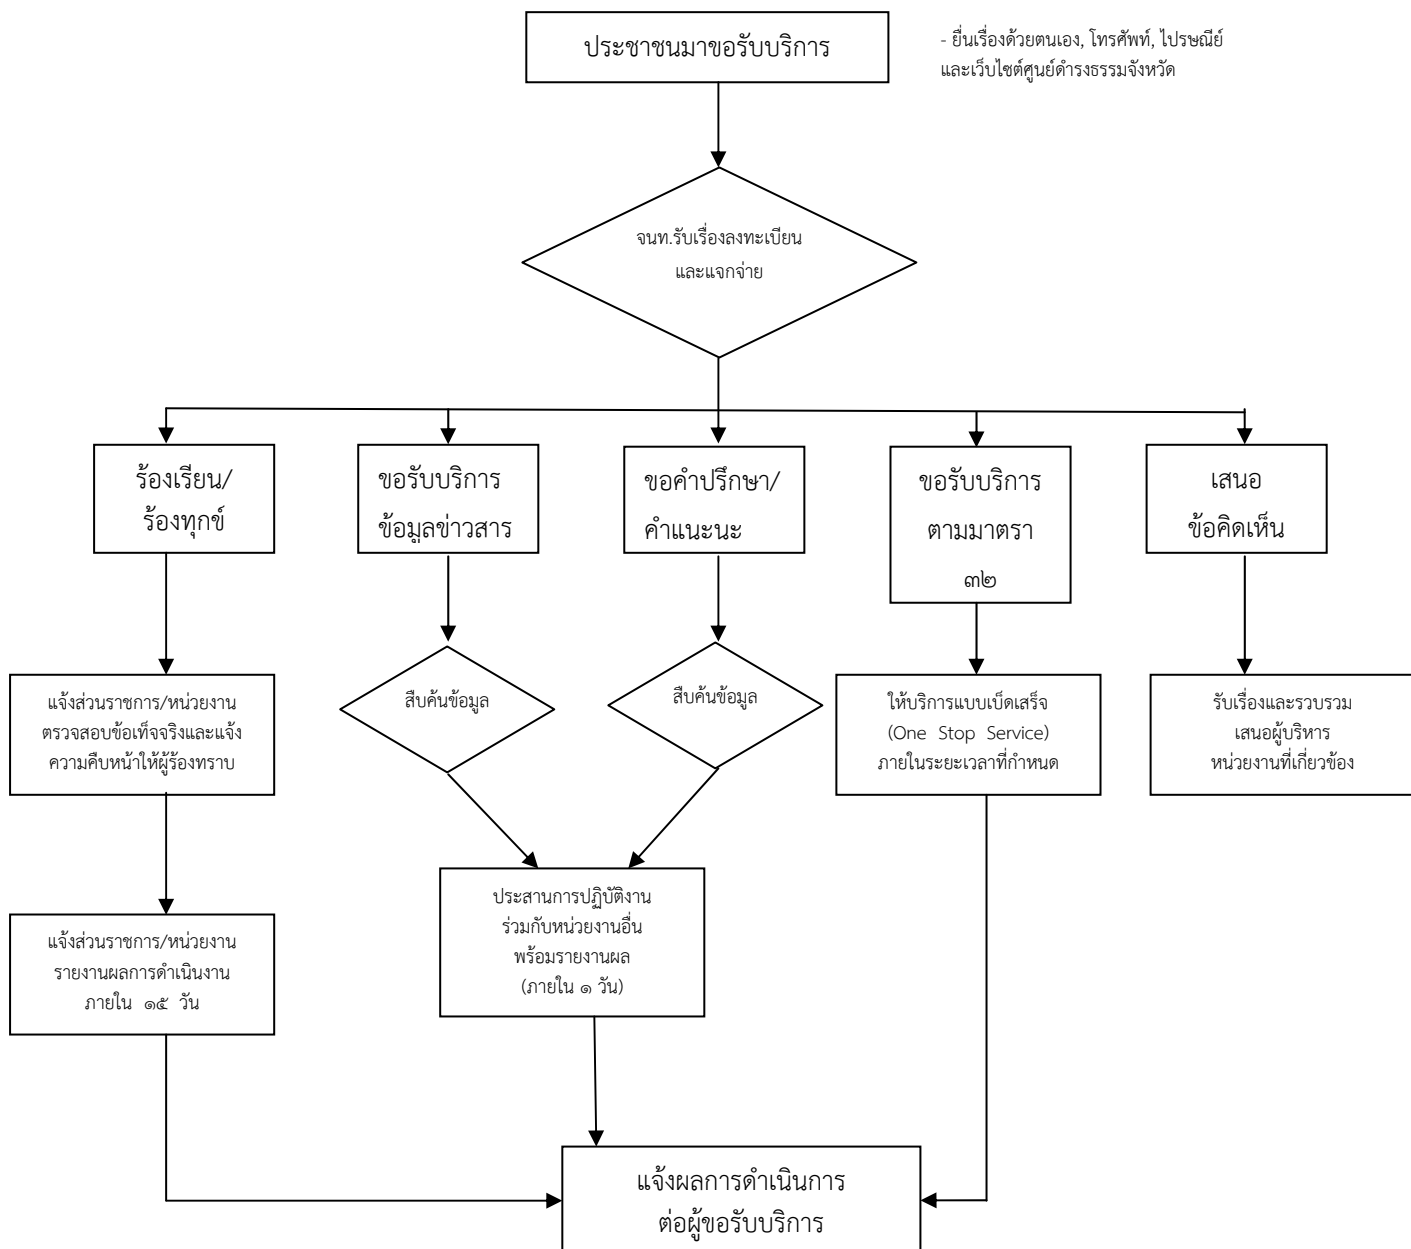 ประชาชนมาขอรับบริการ
- ยื่นเรื่องด้วยตนเอง, โทรศัพท์, ไปรษณีย์
และเว็บไซต์ศูนย์ดำรงธรรมจังหวัด
จนท.รับเรื่องลงทะเบียน
และแจกจ่าย
ร้องเรียน/
ร้องทุกข์
ขอรับบริการ
ข้อมูลข่าวสาร
ขอคำปรึกษา/
คำแนะนะ
ขอรับบริการ
ตามมาตรา
๓๒
เสนอ
ข้อคิดเห็น
แจ้งส่วนราชการ/หน่วยงาน
ตรวจสอบข้อเท็จจริงและแจ้ง
ความคืบหน้าให้ผู้ร้องทราบ
สืบค้นข้อมูล
สืบค้นข้อมูล
ให้บริการแบบเบ็ดเสร็จ
(One Stop Service)
ภายในระยะเวลาที่กำหนด
รับเรื่องและรวบรวม
เสนอผู้บริหาร
หน่วยงานที่เกี่ยวข้อง
แจ้งส่วนราชการ/หน่วยงาน
รายงานผลการดำเนินงาน
ภายใน ๑๕ วัน
ประสานการปฏิบัติงาน
ร่วมกับหน่วยงานอื่น
พร้อมรายงานผล
(ภายใน ๑ วัน)
แจ้งผลการดำเนินการ
ต่อผู้ขอรับบริการ